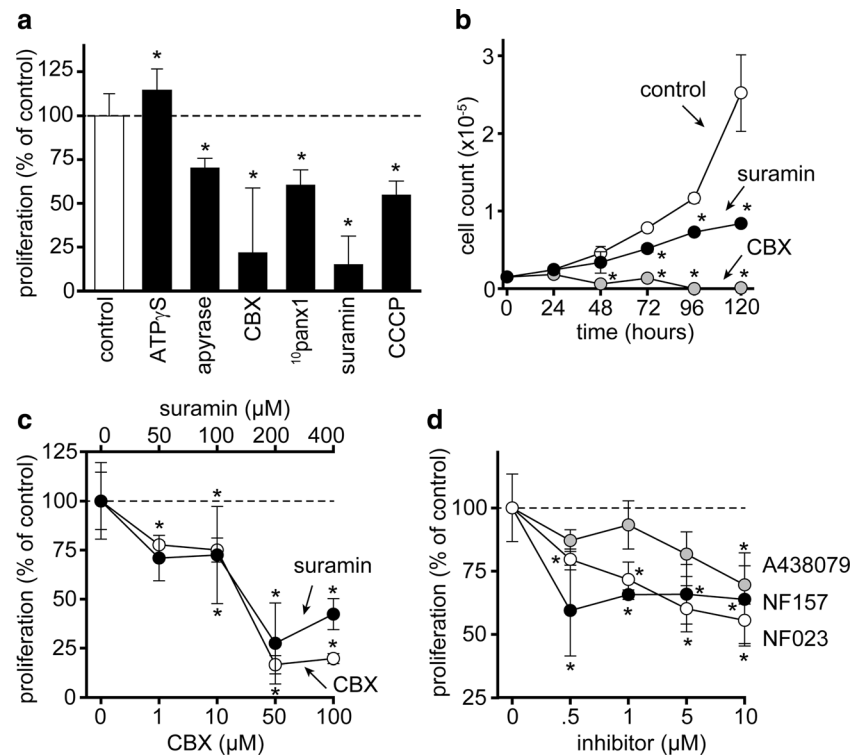 a
proliferation (% of control)
125
100
75
50
25
0
*
*
*
*
*
*
control
ATPγS
apyrase
CBX
¹⁰panx1
suramin
CCCP
b
cell count (x10⁻⁵)
3
2
1
0
control
suramin
CBX
*
*
*
*
*
*
*
0 24 48 72 96 120
time (hours)
c
suramin (μM)
0 50 100 200 400
proliferation (% of control)
125
100
75
50
25
0
*
*
*
*
*
*
*
suramin
CBX
0 1 10 50 100
CBX (μM)
d
proliferation (% of control)
100
75
50
25
*
*
*
*
*
*
*
*
*
A438079
NF157
NF023
0 .5 1 5 10
inhibitor (μM)